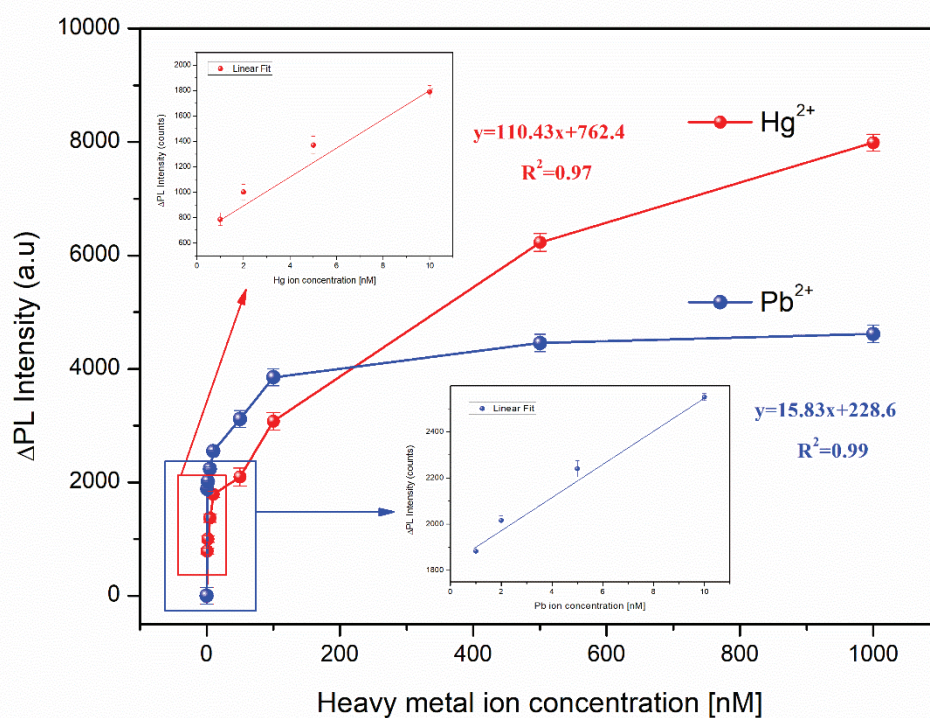 10000
8000
6000
4000
2000
0
ΔPL Intensity (a.u)
0
200
400
600
800
1000
Heavy metal ion concentration [nM]
Hg²⁺
Pb²⁺
y=110.43x+762.4
R²=0.97
y=15.83x+228.6
R²=0.99
Linear Fit
2000
1800
1600
1400
1200
1000
800
600
ΔPL Intensity (counts)
0
2
4
6
8
10
Hg ion concentration [nM]
Linear Fit
2600
2400
2200
2000
1800
ΔPL Intensity (counts)
0
2
4
6
8
10
Pb ion concentration [nM]